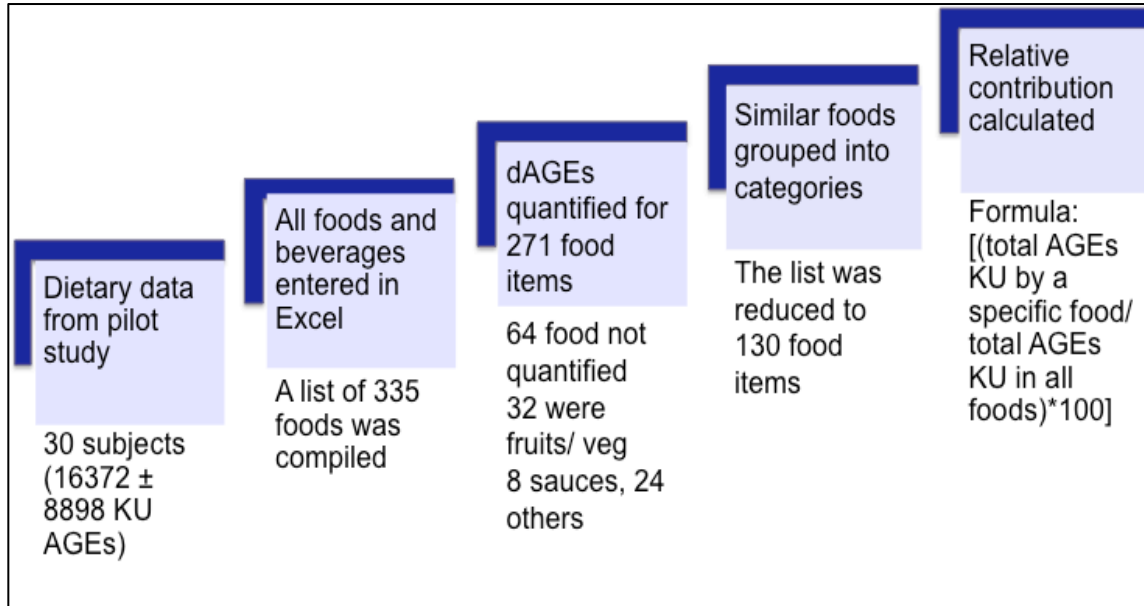 Dietary data
from pilot
study
30 subjects
(16372 ±
8898 KU
AGEs)
All foods and
beverages
entered in
Excel
A list of 335
foods was
compiled
dAGEs
quantified for
271 food
items
64 food not
quantified
32 were
fruits/ veg
8 sauces, 24
others
Similar foods
grouped into
categories
The list was
reduced to
130 food
items
Relative
contribution
calculated
Formula:
[(total AGEs
KU by a
specific food/
total AGEs
KU in all
foods)*100]